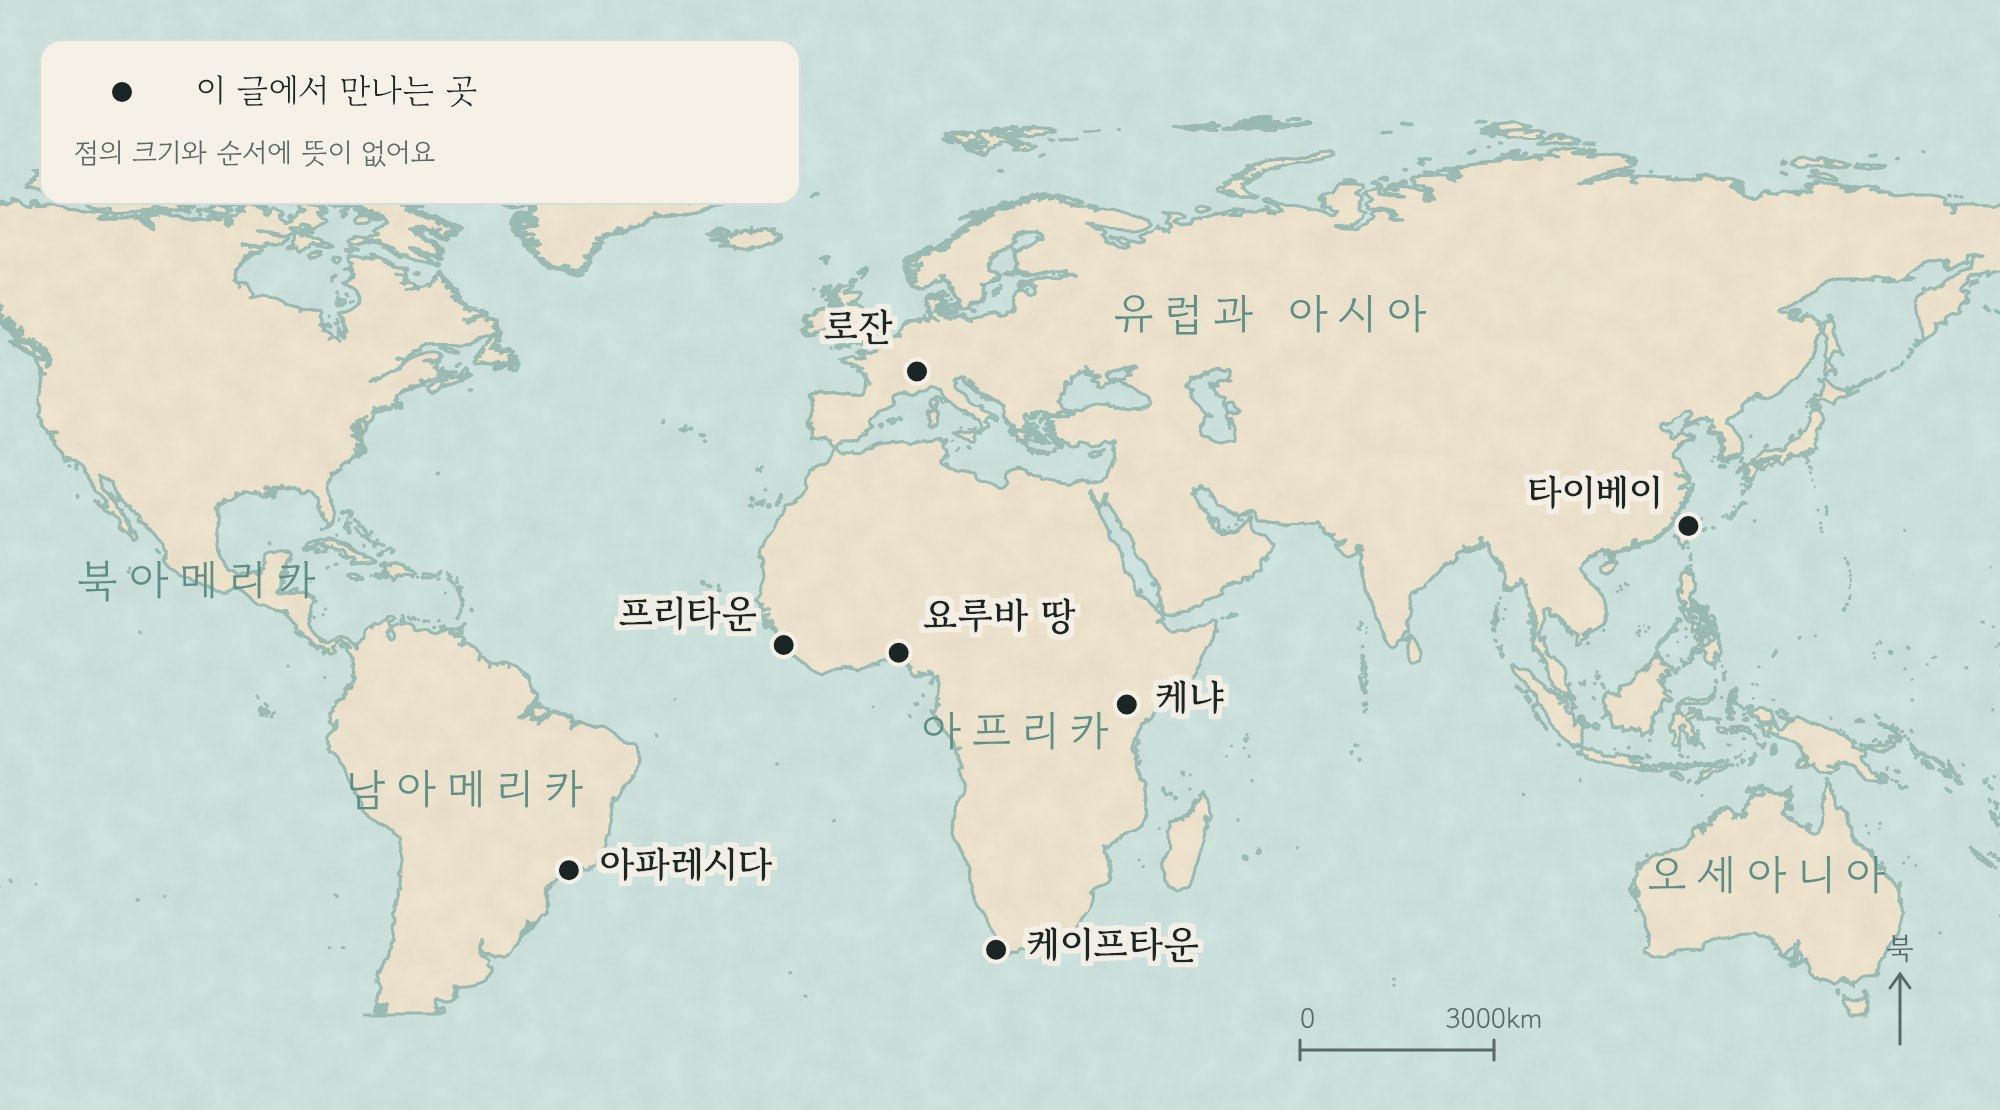 이 글에서 만나는 곳
점의 크기와 순서에 뜻이 없어요
유럽과 아시아
로잔
타이베이
북아메리카
프리타운
요루바 땅
케냐
아프리카
남아메리카
아파레시다
오세아니아
케이프타운
북
0 3000km